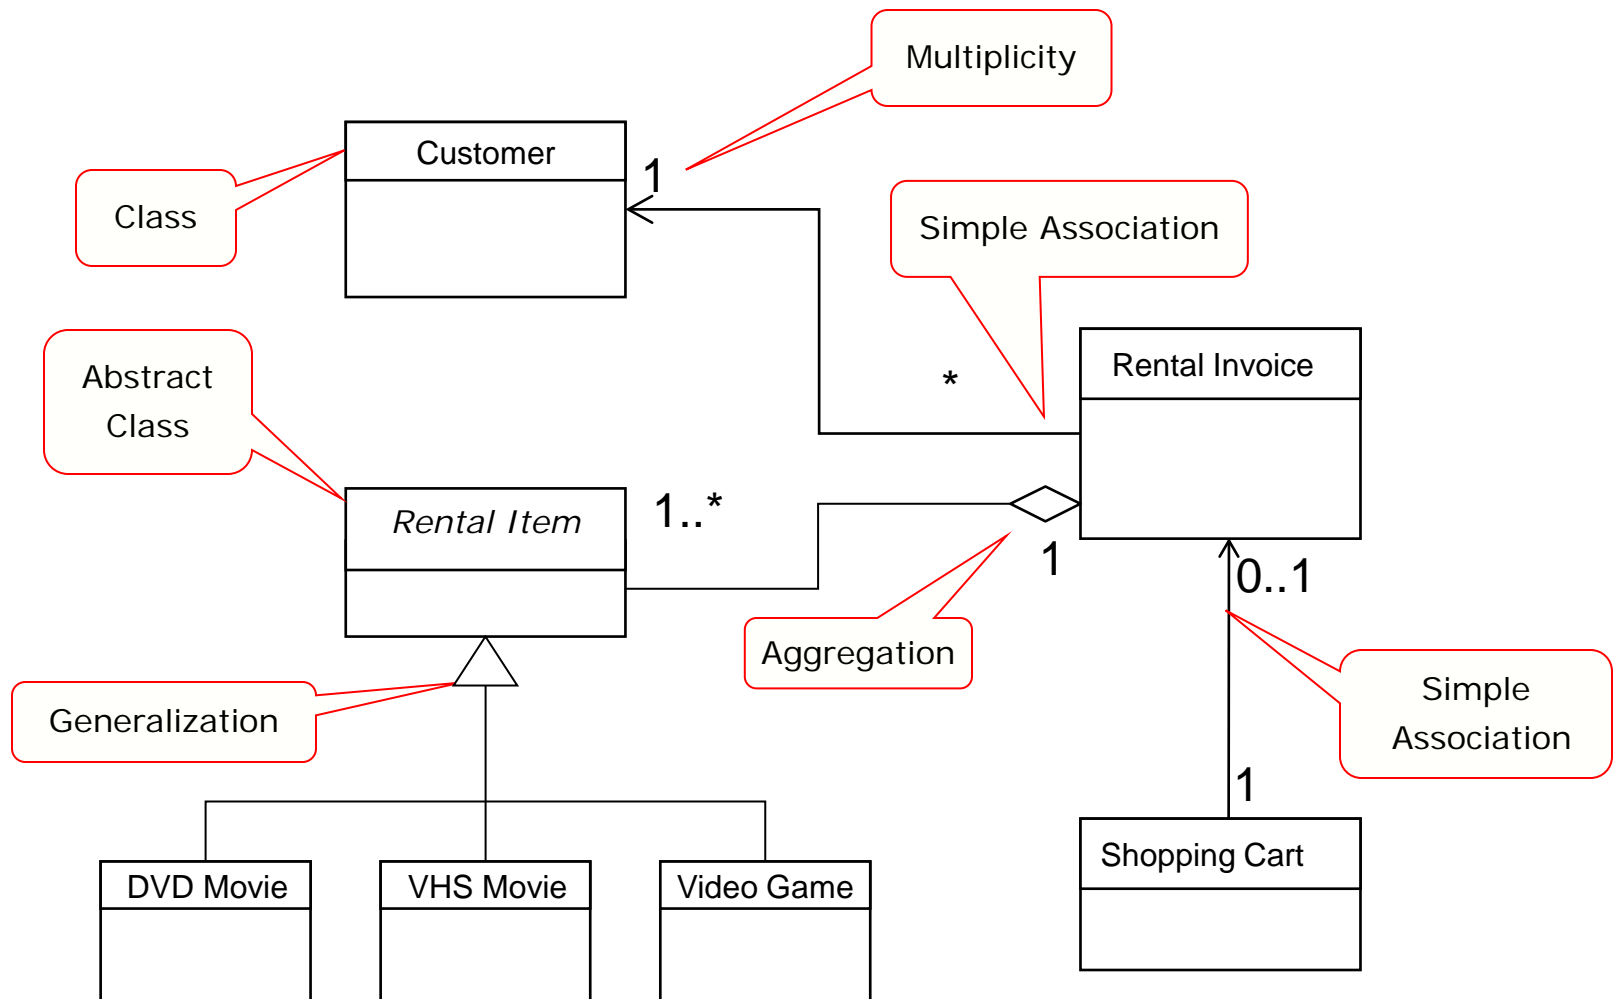 Multiplicity
Customer
1
Class
Simple Association
Abstract
Class
*
Rental Invoice
Rental Item
1..*
1
0..1
Aggregation
Generalization
Simple
Association
1
Shopping Cart
DVD Movie
VHS Movie
Video Game